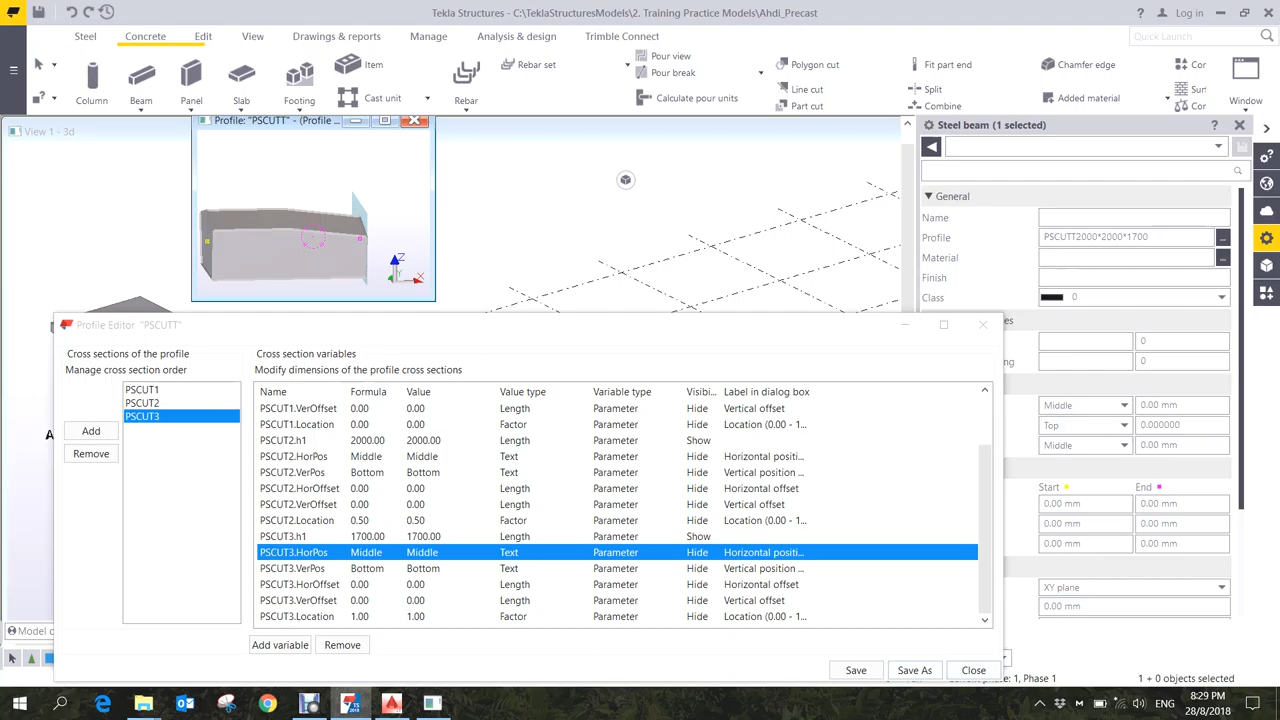 Tekla Structures - C:\TeklaStructuresModels\2. Training Practice Models\Ahdi_Precast
? Log in
Steel Concrete Edit View Drawings & reports Manage Analysis & design Trimble Connect Quick Launch
Column Beam Panel Slab Footing Item Cast unit Rebar Rebar set
Pour view
Pour break
Calculate pour units
Polygon cut
Line cut
Part cut
Fit part end
Split
Combine
Chamfer edge
Added material
Cor
Surf
Cor
Window
View 1 - 3d
Profile: "PSCUTT" - (Profile ...
Z
X
Y
Steel beam (1 selected) ?
General
Name
Profile PSCUTT2000*2000*1700 ...
Material ...
Finish
Class 0
es
0
ng 0
Middle 0.00 mm
Top 0.000000
Middle 0.00 mm
Start End
0.00 mm 0.00 mm
0.00 mm 0.00 mm
0.00 mm 0.00 mm
XY plane
0.00 mm
Profile Editor "PSCUTT"
Cross sections of the profile
Manage cross section order
PSCUT1
PSCUT2
PSCUT3
Add
Remove
Cross section variables
Modify dimensions of the profile cross sections
Name Formula Value Value type Variable type Visibi... Label in dialog box
PSCUT1.VerOffset 0.00 0.00 Length Parameter Hide Vertical offset
PSCUT1.Location 0.00 0.00 Factor Parameter Hide Location (0.00 - 1...
PSCUT2.h1 2000.00 2000.00 Length Parameter Show
PSCUT2.HorPos Middle Middle Text Parameter Hide Horizontal positi...
PSCUT2.VerPos Bottom Bottom Text Parameter Hide Vertical position ...
PSCUT2.HorOffset 0.00 0.00 Length Parameter Hide Horizontal offset
PSCUT2.VerOffset 0.00 0.00 Length Parameter Hide Vertical offset
PSCUT2.Location 0.50 0.50 Factor Parameter Hide Location (0.00 - 1...
PSCUT3.h1 1700.00 1700.00 Length Parameter Show
PSCUT3.HorPos Middle Middle Text Parameter Hide Horizontal positi...
PSCUT3.VerPos Bottom Bottom Text Parameter Hide Vertical position ...
PSCUT3.HorOffset 0.00 0.00 Length Parameter Hide Horizontal offset
PSCUT3.VerOffset 0.00 0.00 Length Parameter Hide Vertical offset
PSCUT3.Location 1.00 1.00 Factor Parameter Hide Location (0.00 - 1...
Add variable Remove
Save Save As Close
A
Model o
phase: 1, Phase 1 1 + 0 objects selected
ENG
8:29 PM
28/8/2018